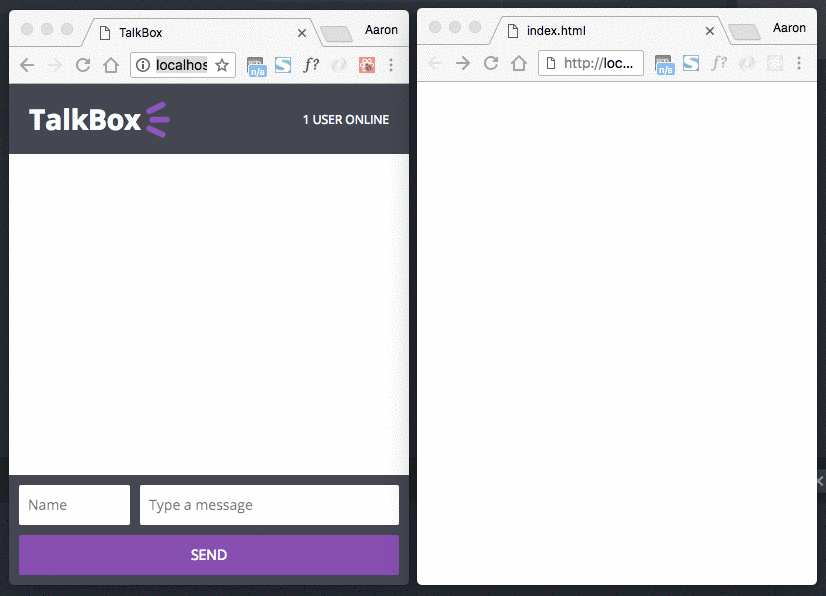 TalkBox
Aaron
localhos
n/a
S
f?
TalkBox
1 USER ONLINE
Name
Type a message
SEND
index.html
Aaron
http://loc...
n/a
S
f?